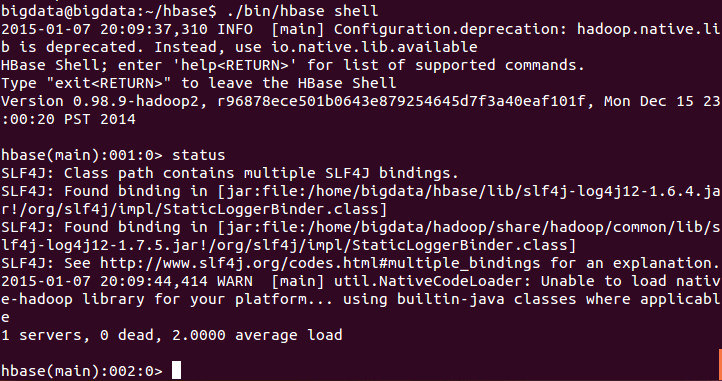 bigdata@bigdata:~/hbase$ ./bin/hbase shell
2015-01-07 20:09:37,310 INFO  [main] Configuration.deprecation: hadoop.native.li
b is deprecated. Instead, use io.native.lib.available
HBase Shell; enter 'help<RETURN>' for list of supported commands.
Type "exit<RETURN>" to leave the HBase Shell
Version 0.98.9-hadoop2, r96878ece501b0643e879254645d7f3a40eaf101f, Mon Dec 15 23
:00:20 PST 2014
hbase(main):001:0> status
SLF4J: Class path contains multiple SLF4J bindings.
SLF4J: Found binding in [jar:file:/home/bigdata/hbase/lib/slf4j-log4j12-1.6.4.ja
r!/org/slf4j/impl/StaticLoggerBinder.class]
SLF4J: Found binding in [jar:file:/home/bigdata/hadoop/share/hadoop/common/lib/s
lf4j-log4j12-1.7.5.jar!/org/slf4j/impl/StaticLoggerBinder.class]
SLF4J: See http://www.slf4j.org/codes.html#multiple_bindings for an explanation.
2015-01-07 20:09:44,414 WARN  [main] util.NativeCodeLoader: Unable to load nativ
e-hadoop library for your platform... using builtin-java classes where applicabl
e
1 servers, 0 dead, 2.0000 average load
hbase(main):002:0>